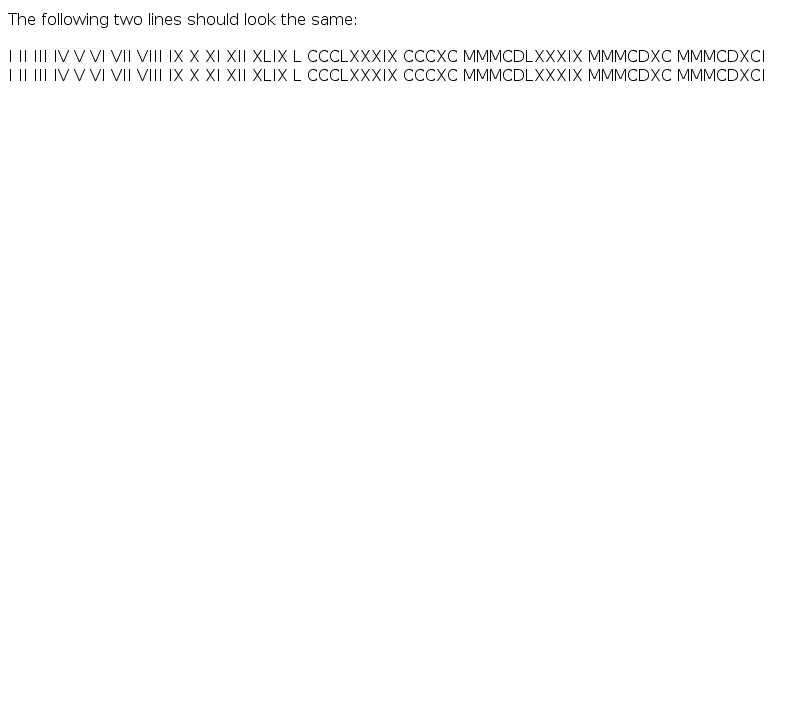 The following two lines should look the same:
I II III IV V VI VII VIII IX X XI XII XLIX L CCCLXXXIX CCCXC MMMCDLXXXIX MMMCDXC MMMCDXCI
I II III IV V VI VII VIII IX X XI XII XLIX L CCCLXXXIX CCCXC MMMCDLXXXIX MMMCDXC MMMCDXCI